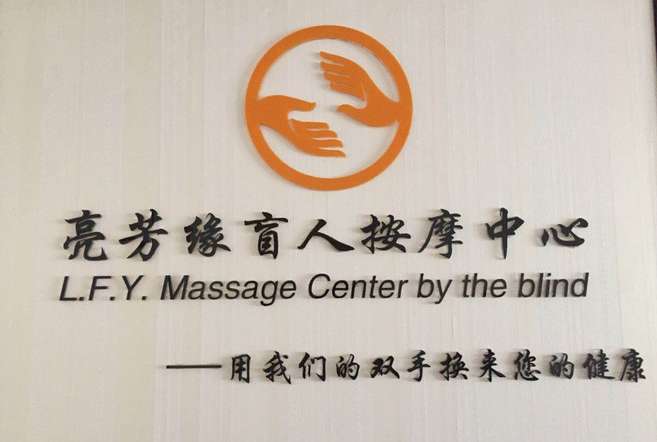 亮芳缘盲人按摩中心
L.F.Y. Massage Center by the blind
——用我们的双手换来您的健康